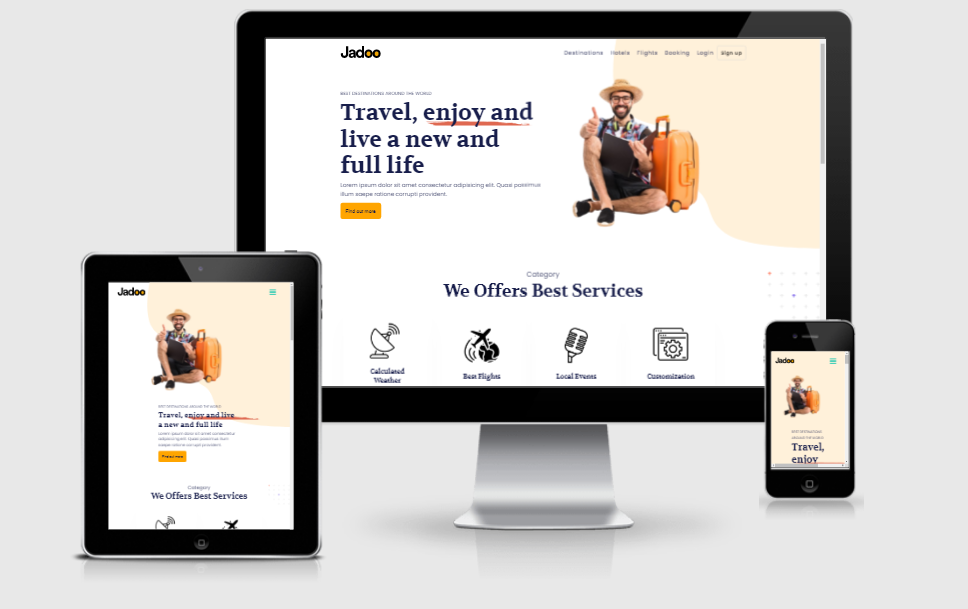 Jadoo
Destinations Hotels Flights Booking Login Sign up
BEST DESTINATIONS AROUND THE WORLD
Travel, enjoy and
live a new and
full life
Lorem ipsum dolor sit amet consectetur adipisicing elit. Quasi possimus
illum saepe ratione corrupti provident.
Find out more
Category
We Offers Best Services
Calculated
Weather
Best Flights
Local Events
Customization
Jadoo
BEST DESTINATIONS AROUND THE WORLD
Travel, enjoy and live
a new and full life
Lorem ipsum dolor sit amet consectetur
adipisicing elit. Quasi possimus illum
saepe ratione corrupti provident.
Find out more
Category
We Offers Best Services
Jadoo
BEST DESTINATIONS
AROUND THE WORLD
Travel,
enjoy